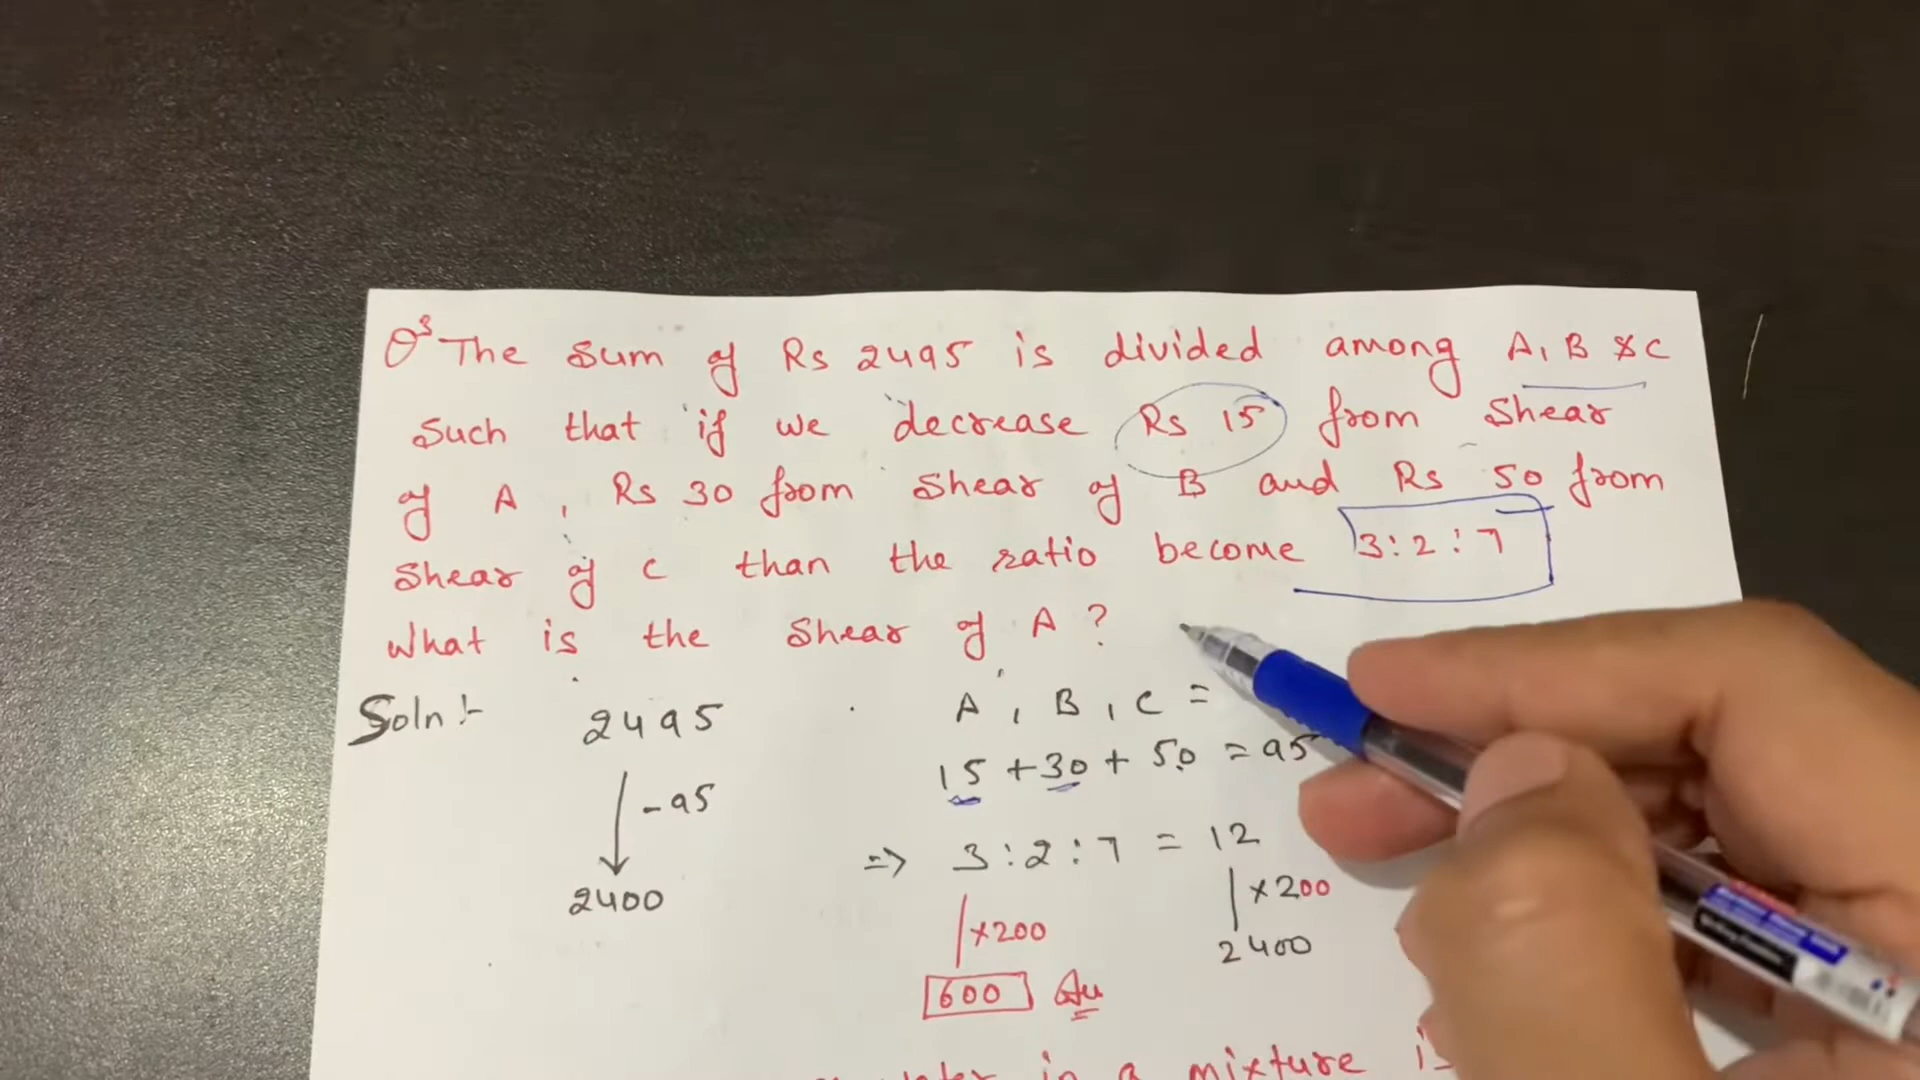 Q3 The Sum of Rs 2495 is divided among A, B & C
Such that if we decrease Rs 15 from Shear
of A, Rs 30 from Shear of B and Rs 50 from
Shear of C than the ratio become 3:2:7
What is the Shear of A?
Soln:-
2495
-95
2400
A, B, C =
15 + 30 + 50 = 95
=> 3:2:7 = 12
×200
×200
2400
600 Au
in a mixture